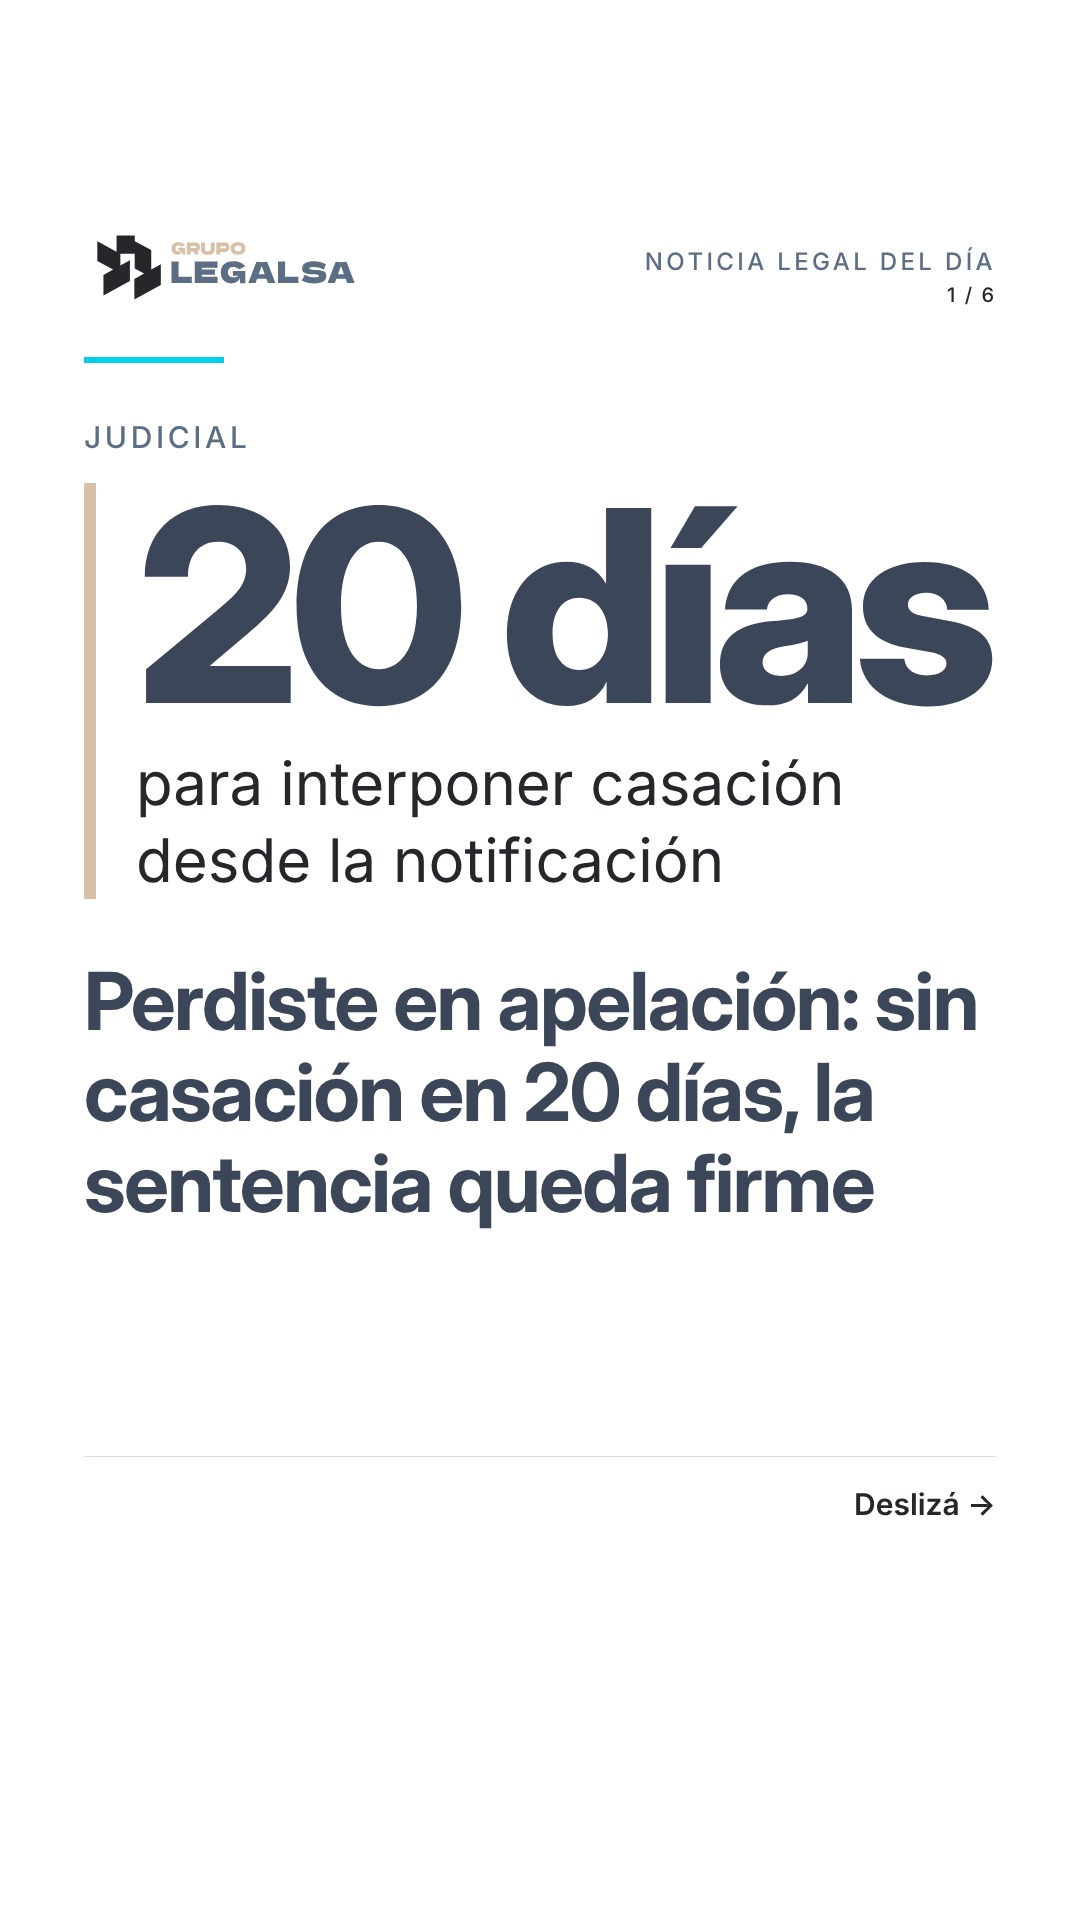 GRUPO
LEGALSA
NOTICIA LEGAL DEL DÍA
1 / 6
JUDICIAL
20 días
para interponer casación
desde la notificación
Perdiste en apelación: sin
casación en 20 días, la
sentencia queda firme
Deslizá →